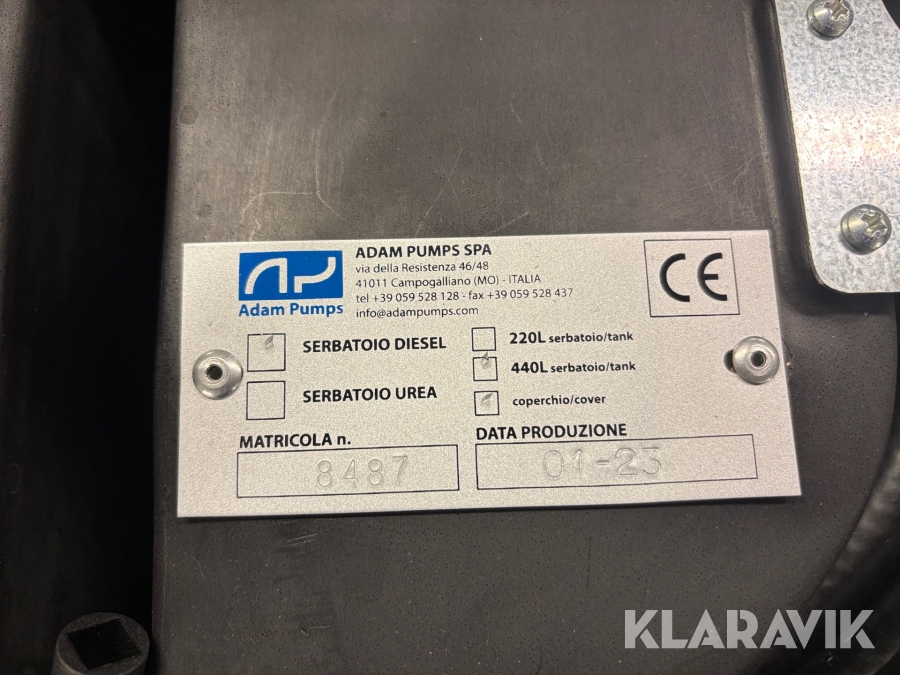 ADAM PUMPS SPA
via della Resistenza 46/48
41011 Campogalliano (MO) - ITALIA
tel +39 059 528 128 - fax +39 059 528 437
info@adampumps.com
Adam Pumps
CE
SERBATOIO DIESEL
SERBATOIO UREA
220L serbatoio/tank
440L serbatoio/tank
coperchio/cover
MATRICOLA n.
8487
DATA PRODUZIONE
01-23
KLARAVIK